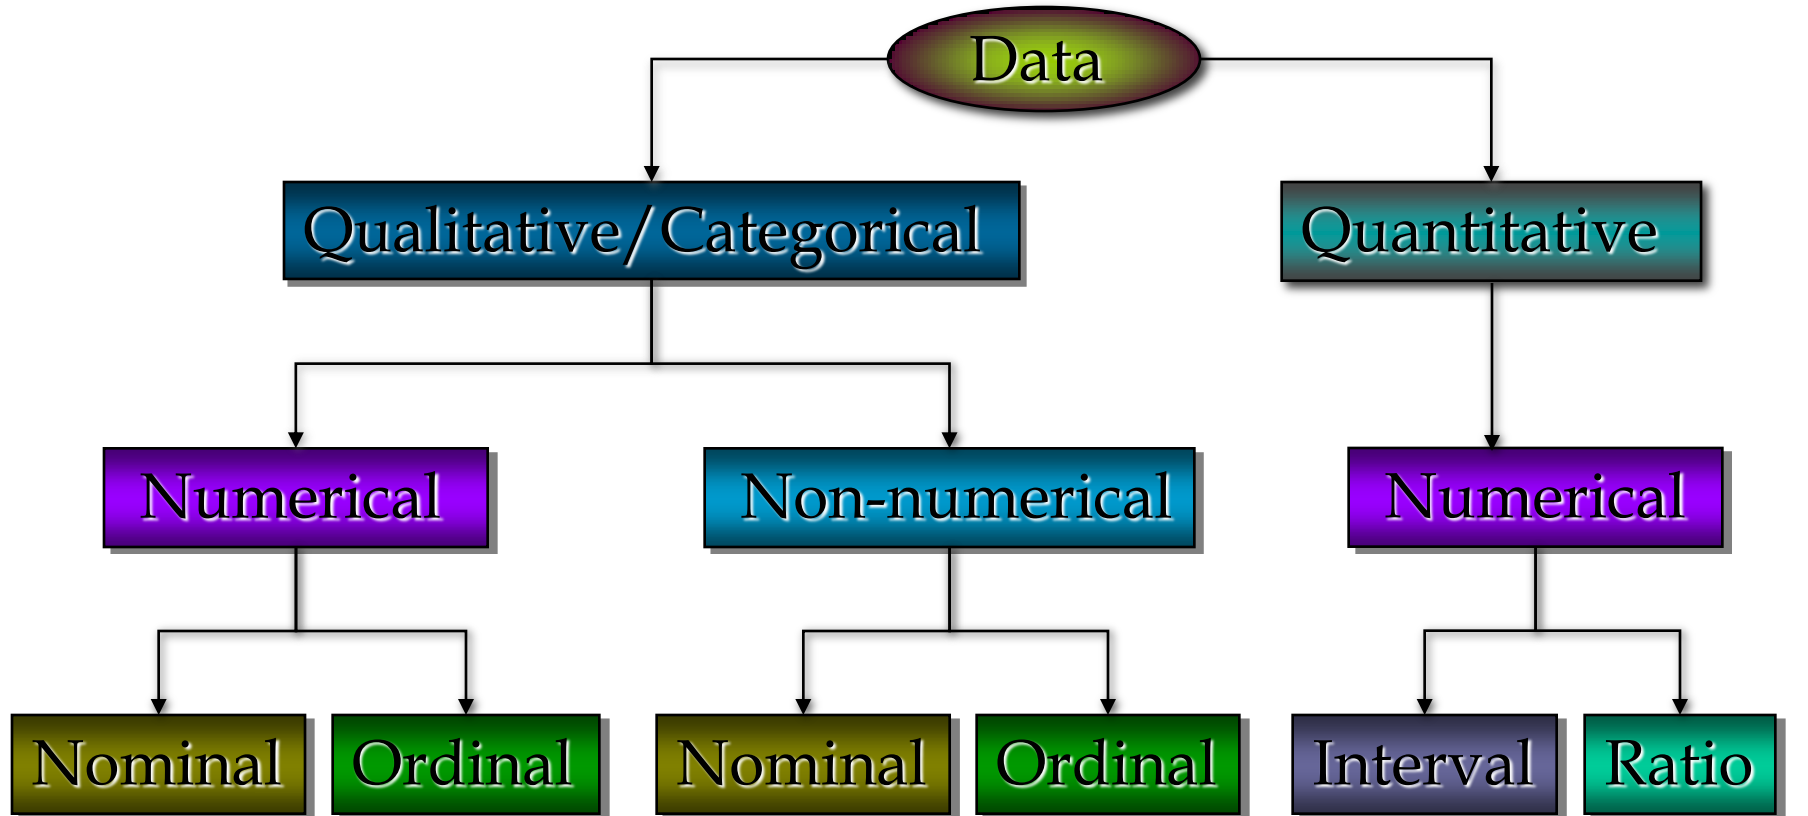 Data
Qualitative/Categorical
Quantitative
Numerical
Non-numerical
Numerical
Nominal
Ordinal
Nominal
Ordinal
Interval
Ratio